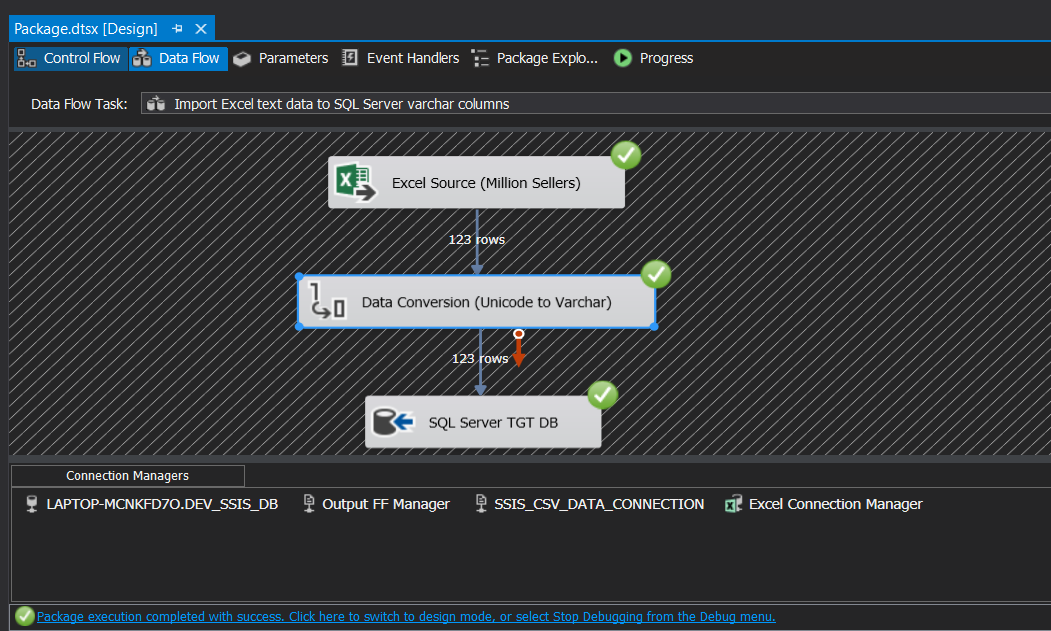 Package.dtsx [Design]
Control Flow Data Flow Parameters Event Handlers Package Explo... Progress
Data Flow Task: Import Excel text data to SQL Server varchar columns
Excel Source (Million Sellers)
123 rows
Data Conversion (Unicode to Varchar)
123 rows
SQL Server TGT DB
Connection Managers
LAPTOP-MCNKFD7O.DEV_SSIS_DB Output FF Manager SSIS_CSV_DATA_CONNECTION Excel Connection Manager
Package execution completed with success. Click here to switch to design mode, or select Stop Debugging from the Debug menu.